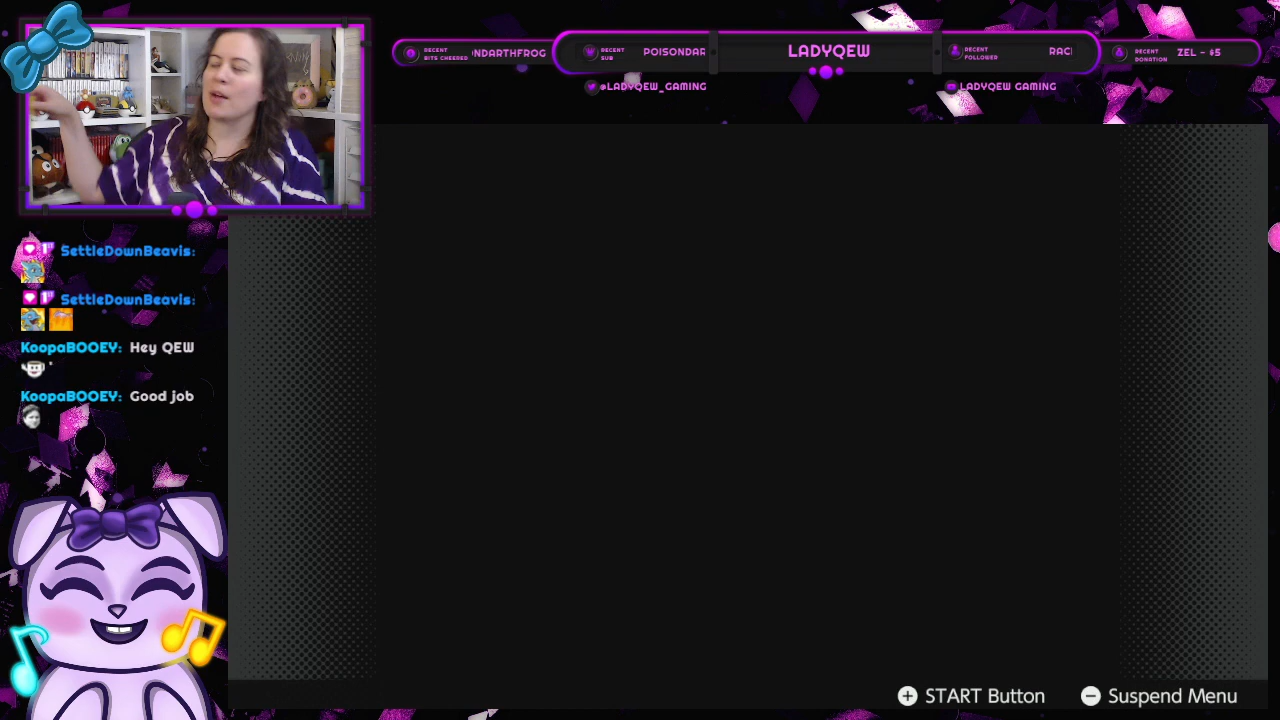 RECENT
BITS CHEERED
NDARTHFROG
RECENT
SUB
POISONDAR
LADYQEW
RECENT
FOLLOWER
RACI
RECENT
DONATION
ZEL - $5
@LADYQEW_GAMING
LADYQEW GAMING
SettleDownBeavis:
SettleDownBeavis:
KoopaBOOEY: Hey QEW
KoopaBOOEY: Good job
START Button
Suspend Menu